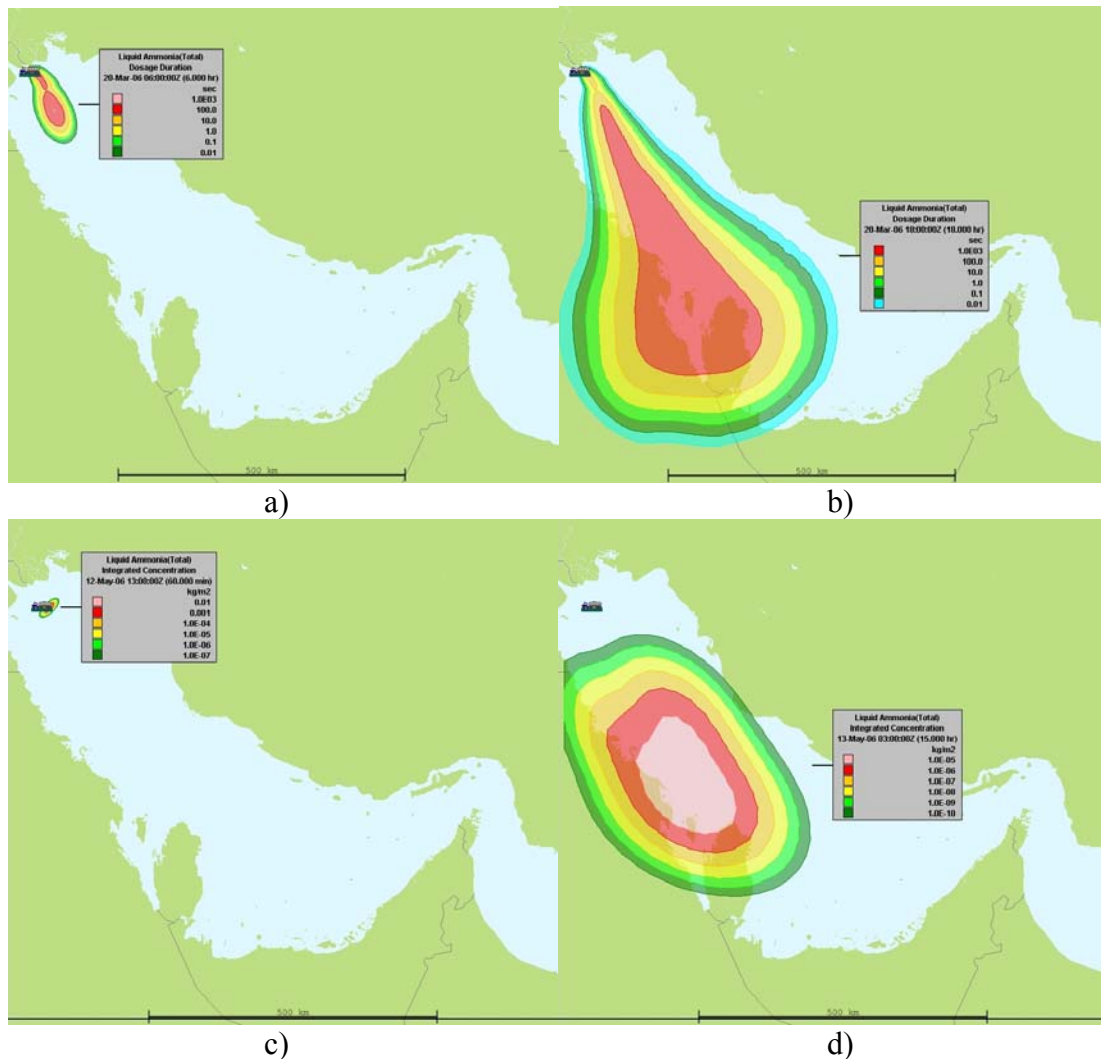 Liquid Ammonia(Total)
Dosage Duration
20-Mar-06 06:00:00Z (6.000 hr)
sec
1.0E03
100.0
10.0
1.0
0.1
0.01
500 km
a)
Liquid Ammonia(Total)
Dosage Duration
20-Mar-06 18:00:00Z (18.000 hr)
sec
1.0E03
100.0
10.0
1.0
0.1
0.01
500 km
b)
Liquid Ammonia(Total)
Integrated Concentration
12-May-06 13:00:00Z (60.000 min)
kg/m2
0.01
0.001
1.0E-04
1.0E-05
1.0E-06
1.0E-07
500 km
c)
Liquid Ammonia(Total)
Integrated Concentration
13-May-06 03:00:00Z (15.000 hr)
kg/m2
1.0E-05
1.0E-06
1.0E-07
1.0E-08
1.0E-09
1.0E-10
500 km
d)